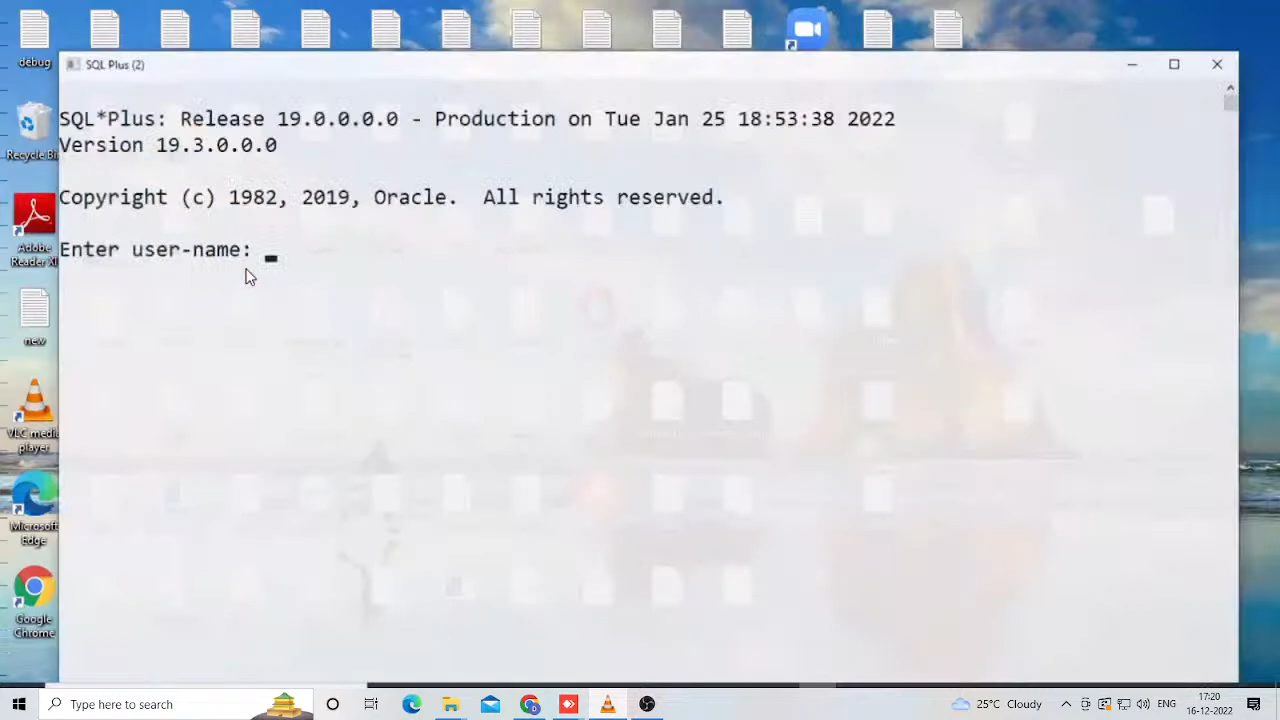 debug
SQL Plus (2)
SQL*Plus: Release 19.0.0.0.0 - Production on Tue Jan 25 18:53:38 2022
Version 19.3.0.0.0
Recycle Bin
Copyright (c) 1982, 2019, Oracle.  All rights reserved.
Adobe
Reader XI
Enter user-name:
new
VLC media
player
Microsoft
Edge
Google
Chrome
Type here to search
25°C Cloudy
ENG
17:20
16-12-2022